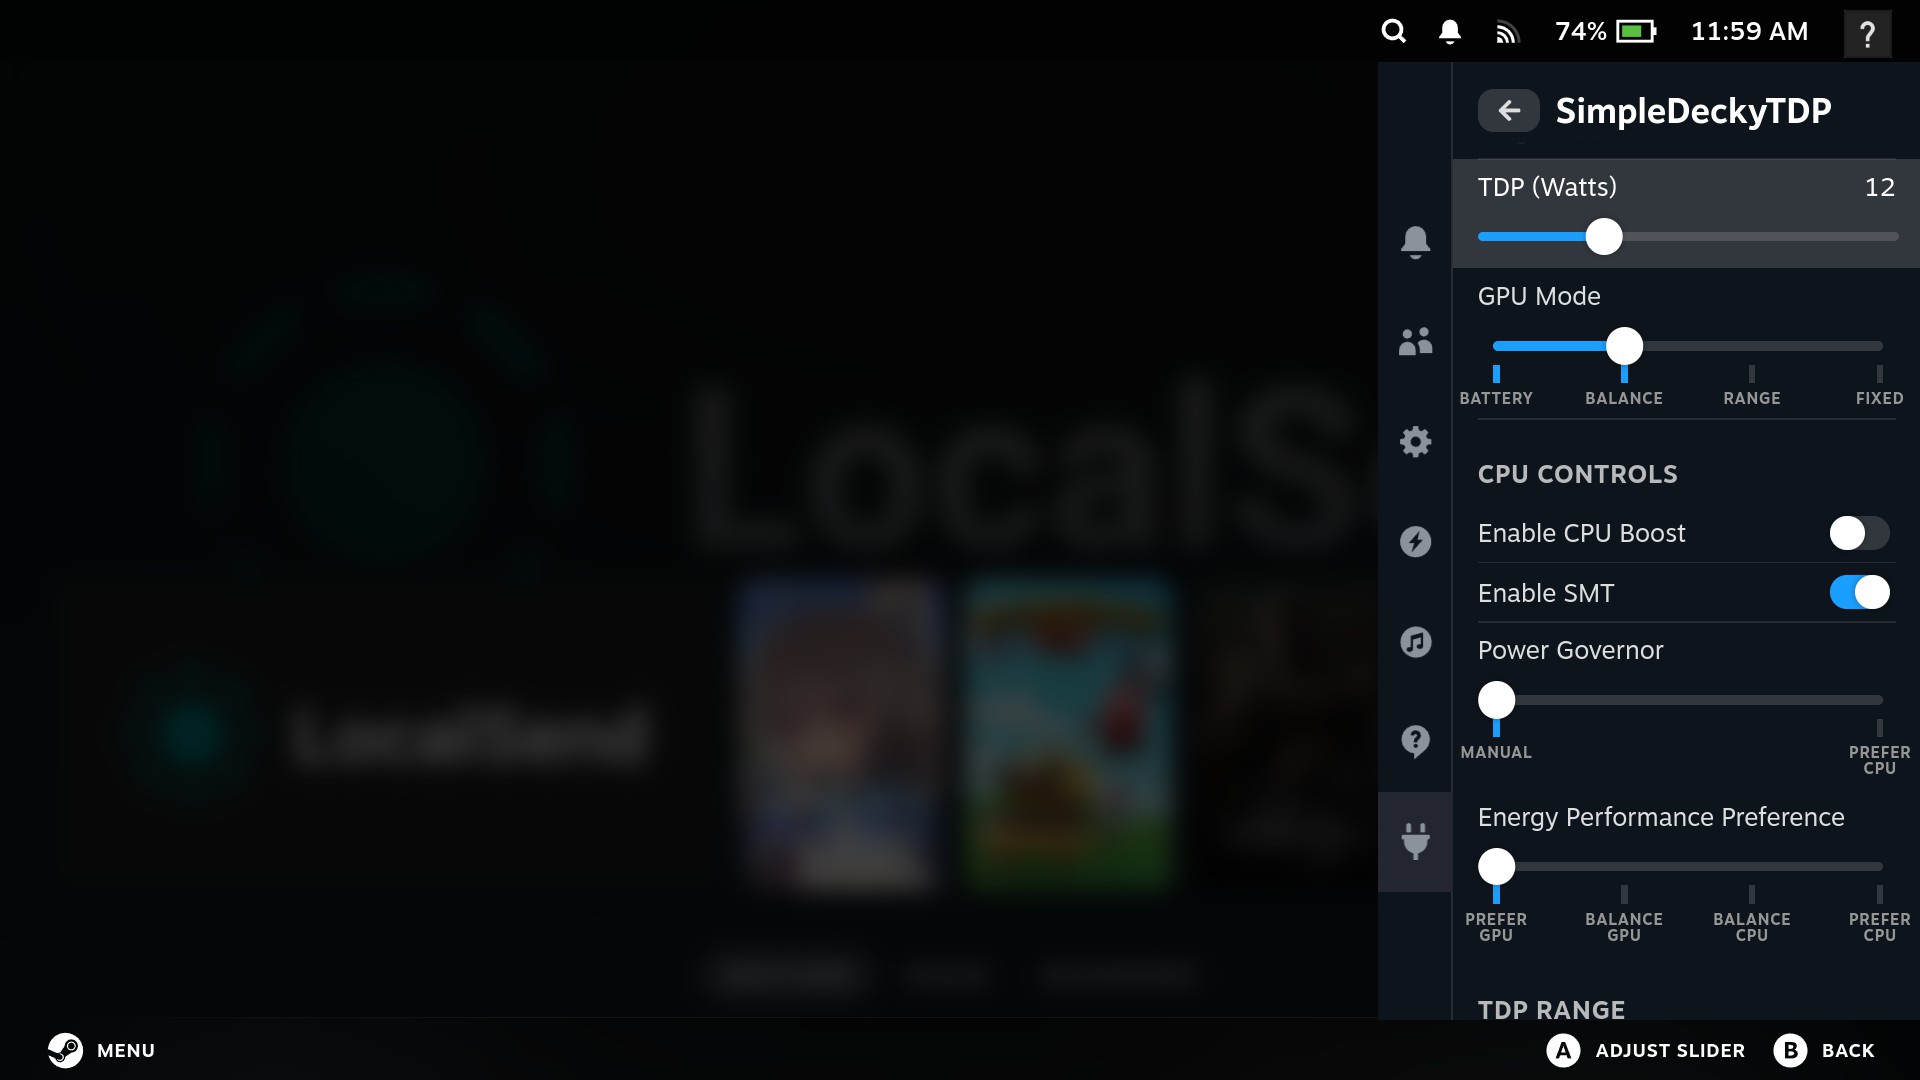 74% 11:59 AM ?
SimpleDeckyTDP
TDP (Watts) 12
GPU Mode
BATTERY BALANCE RANGE FIXED
CPU CONTROLS
Enable CPU Boost
Enable SMT
Power Governor
MANUAL PREFER CPU
Energy Performance Preference
PREFER GPU BALANCE GPU BALANCE CPU PREFER CPU
TDP RANGE
LocalS
LocalSend
MENU A ADJUST SLIDER B BACK